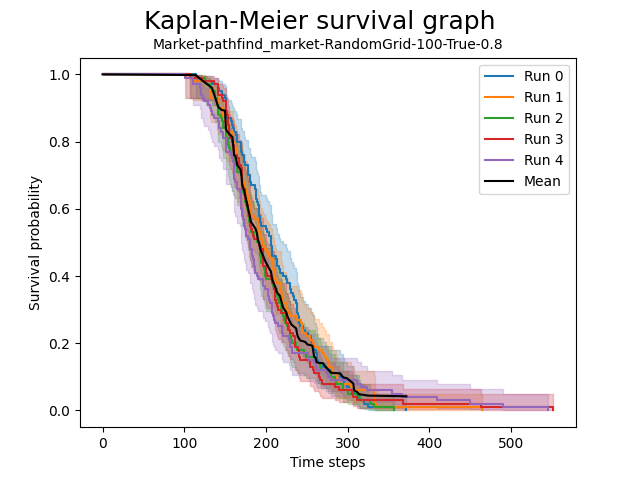 Kaplan-Meier survival graph
Market-pathfind_market-RandomGrid-100-True-0.8
Survival probability
1.0
0.8
0.6
0.4
0.2
0.0
Run 0
Run 1
Run 2
Run 3
Run 4
Mean
0
100
200
300
400
500
Time steps